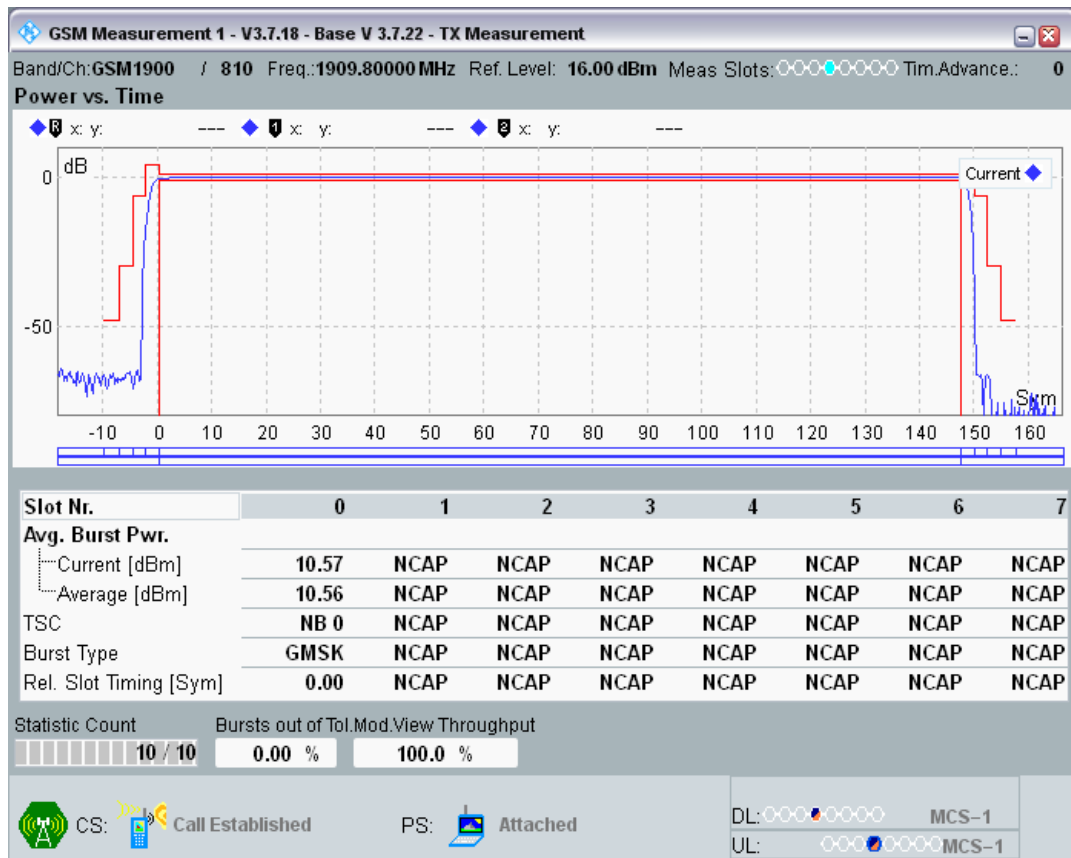 GSM Measurement 1 - V3.7.18 - Base V 3.7.22 - TX Measurement
Band/Ch:GSM1900 / 810 Freq.:1909.80000 MHz Ref. Level: 16.00 dBm Meas Slots: Tim.Advance.: 0
Power vs. Time
R x: y: --- 1 x: y: --- 2 x: y: ---
dB
0
Current
-50
Sym
-10 0 10 20 30 40 50 60 70 80 90 100 110 120 130 140 150 160
Slot Nr. 0 1 2 3 4 5 6 7
Avg. Burst Pwr.
Current [dBm] 10.57 NCAP NCAP NCAP NCAP NCAP NCAP NCAP
Average [dBm] 10.56 NCAP NCAP NCAP NCAP NCAP NCAP NCAP
TSC NB 0 NCAP NCAP NCAP NCAP NCAP NCAP NCAP
Burst Type GMSK NCAP NCAP NCAP NCAP NCAP NCAP NCAP
Rel. Slot Timing [Sym] 0.00 NCAP NCAP NCAP NCAP NCAP NCAP NCAP
Statistic Count Bursts out of Tol.Mod.View Throughput
10 / 10 0.00 % 100.0 %
CS: Call Established PS: Attached
DL: MCS-1
UL: MCS-1